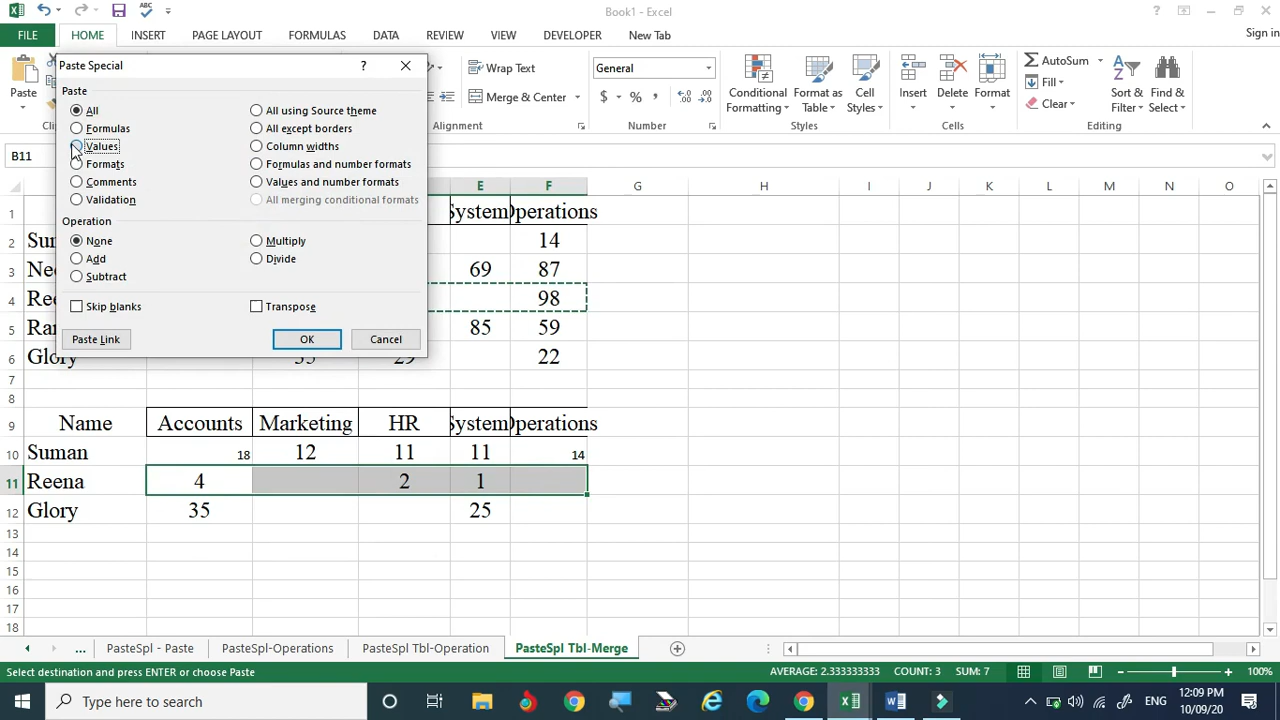 Book1 - Excel
FILE HOME INSERT PAGE LAYOUT FORMULAS DATA REVIEW VIEW DEVELOPER New Tab Sign in
Paste Special
Paste
All
Formulas
Values
Formats
Comments
Validation
All using Source theme
All except borders
Column widths
Formulas and number formats
Values and number formats
All merging conditional formats
Operation
None
Add
Subtract
Multiply
Divide
Skip blanks
Transpose
Paste Link OK Cancel
Paste
Wrap Text
Merge & Center
Alignment
General
$ % ,
Number
Conditional Formatting
Format as Table
Cell Styles
Styles
Insert
Delete
Format
Cells
AutoSum
Fill
Clear
Sort & Filter
Find & Select
Editing
B11
E F G H I J K L M N O
1 System Operations
2 14
3 69 87
4 98
5 85 59
6 Glory 35 29 22
7
8
9 Name Accounts Marketing HR System Operations
10 Suman 18 12 11 11 14
11 Reena 4 2 1
12 Glory 35 25
13
14
15
16
17
18
... PasteSpl - Paste PasteSpl-Operations PasteSpl Tbl-Operation PasteSpl Tbl-Merge
Select destination and press ENTER or choose Paste AVERAGE: 2.333333333 COUNT: 3 SUM: 7 100%
Type here to search ENG 12:09 PM
10/09/20